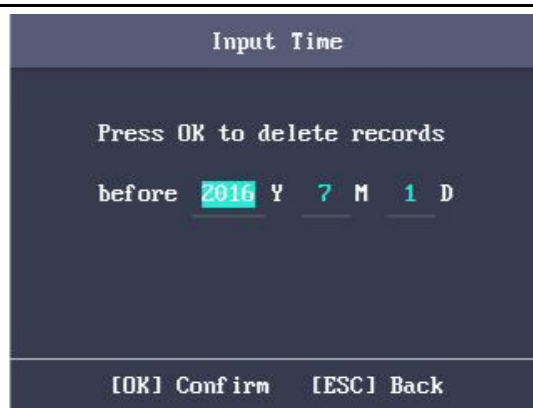 Input Time
Press OK to delete records
before 2016 Y 7 M 1 D
[OK] Confirm [ESC] Back